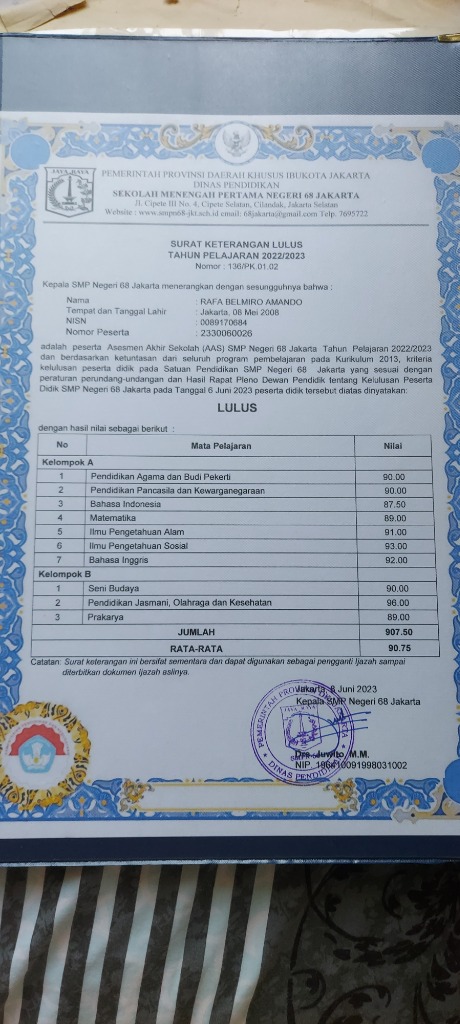 JAYA RAYA
PEMERINTAH PROVINSI DAERAH KHUSUS IBUKOTA JAKARTA
DINAS PENDIDIKAN
SEKOLAH MENENGAH PERTAMA NEGERI 68 JAKARTA
Jl. Cipete III No. 4, Cipete Selatan, Cilandak, Jakarta Selatan
Website : www.smpn68-jkt.sch.id email: 68jakarta@gmail.com Telp. 7695722
SURAT KETERANGAN LULUS
TAHUN PELAJARAN 2022/2023
Nomor : 136/PK.01.02
Kepala SMP Negeri 68 Jakarta menerangkan dengan sesungguhnya bahwa :
Nama : RAFA BELMIRO AMANDO
Tempat dan Tanggal Lahir : Jakarta, 08 Mei 2008
NISN : 0089170684
Nomor Peserta : 2330060026
adalah peserta Asesmen Akhir Sekolah (AAS) SMP Negeri 68 Jakarta Tahun Pelajaran 2022/2023
dan berdasarkan ketuntasan dari seluruh program pembelajaran pada Kurikulum 2013, kriteria
kelulusan peserta didik pada Satuan Pendidikan SMP Negeri 68 Jakarta yang sesuai dengan
peraturan perundang-undangan dan Hasil Rapat Pleno Dewan Pendidik tentang Kelulusan Peserta
Didik SMP Negeri 68 Jakarta pada Tanggal 6 Juni 2023 peserta didik tersebut diatas dinyatakan:
LULUS
dengan hasil nilai sebagai berikut :
No Mata Pelajaran Nilai
Kelompok A
1 Pendidikan Agama dan Budi Pekerti 90.00
2 Pendidikan Pancasila dan Kewarganegaraan 90.00
3 Bahasa Indonesia 87.50
4 Matematika 89.00
5 Ilmu Pengetahuan Alam 91.00
6 Ilmu Pengetahuan Sosial 93.00
7 Bahasa Inggris 92.00
Kelompok B
1 Seni Budaya 90.00
2 Pendidikan Jasmani, Olahraga dan Kesehatan 96.00
3 Prakarya 89.00
JUMLAH 907.50
RATA-RATA 90.75
Catatan: Surat keterangan ini bersifat sementara dan dapat digunakan sebagai pengganti Ijazah sampai
diterbitkan dokumen Ijazah aslinya.
Jakarta, 8 Juni 2023
Kepala SMP Negeri 68 Jakarta
PEMERINTAH PROVINSI
DINAS PENDIDIKAN
Drs. Juwito, M.M.
NIP.